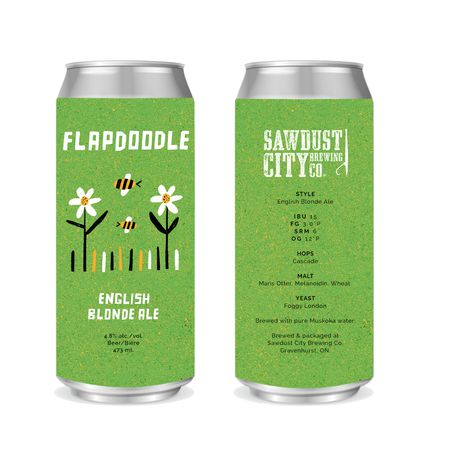 FLAPDOODLE
ENGLISH
BLONDE ALE
4.8% alc./vol.
Beer/Bière
473 ml
SAWDUST
CITY BREWING
CO.
STYLE
English Blonde Ale
IBU 15
FG 3.0°P
SRM 6
OG 12°P
HOPS
Cascade
MALT
Maris Otter, Melanoidin, Wheat
YEAST
Foggy London
Brewed with pure Muskoka water.
Brewed & packaged at
Sawdust City Brewing Co.
Gravenhurst, ON.